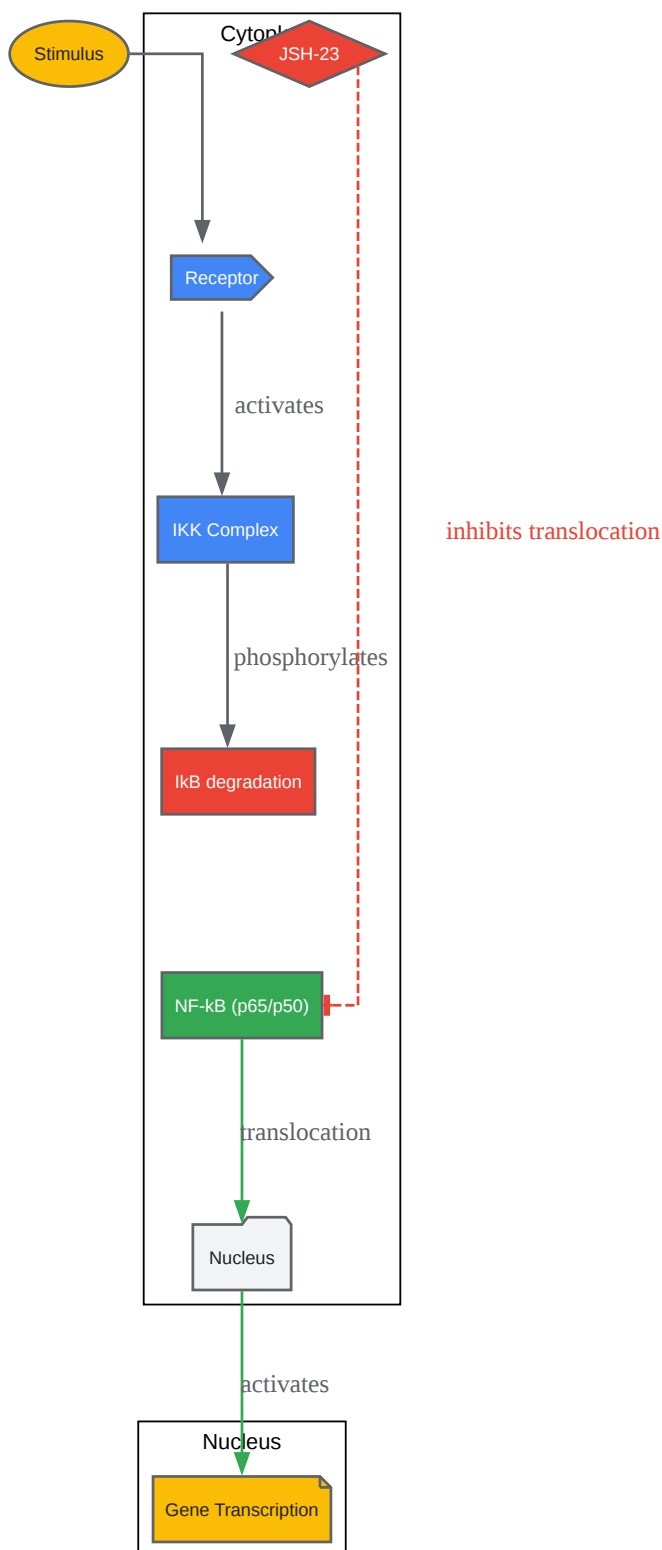 Stimulus
JSH-23
Receptor
activates
IKK Complex
inhibits translocation
phosphorylates
IkB degradation
NF-kB (p65/p50)
translocation
Nucleus
activates
Nucleus
Gene Transcription